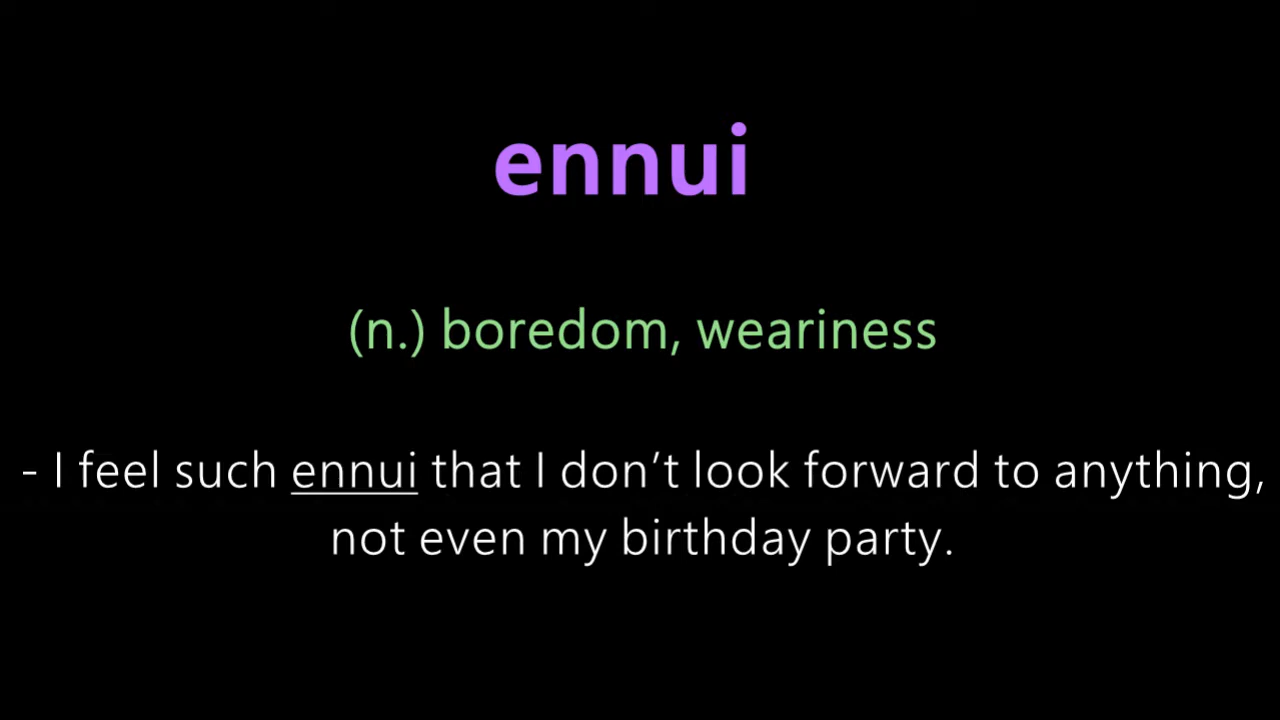 ennui
(n.) boredom, weariness
- I feel such ennui that I don’t look forward to anything,
not even my birthday party.